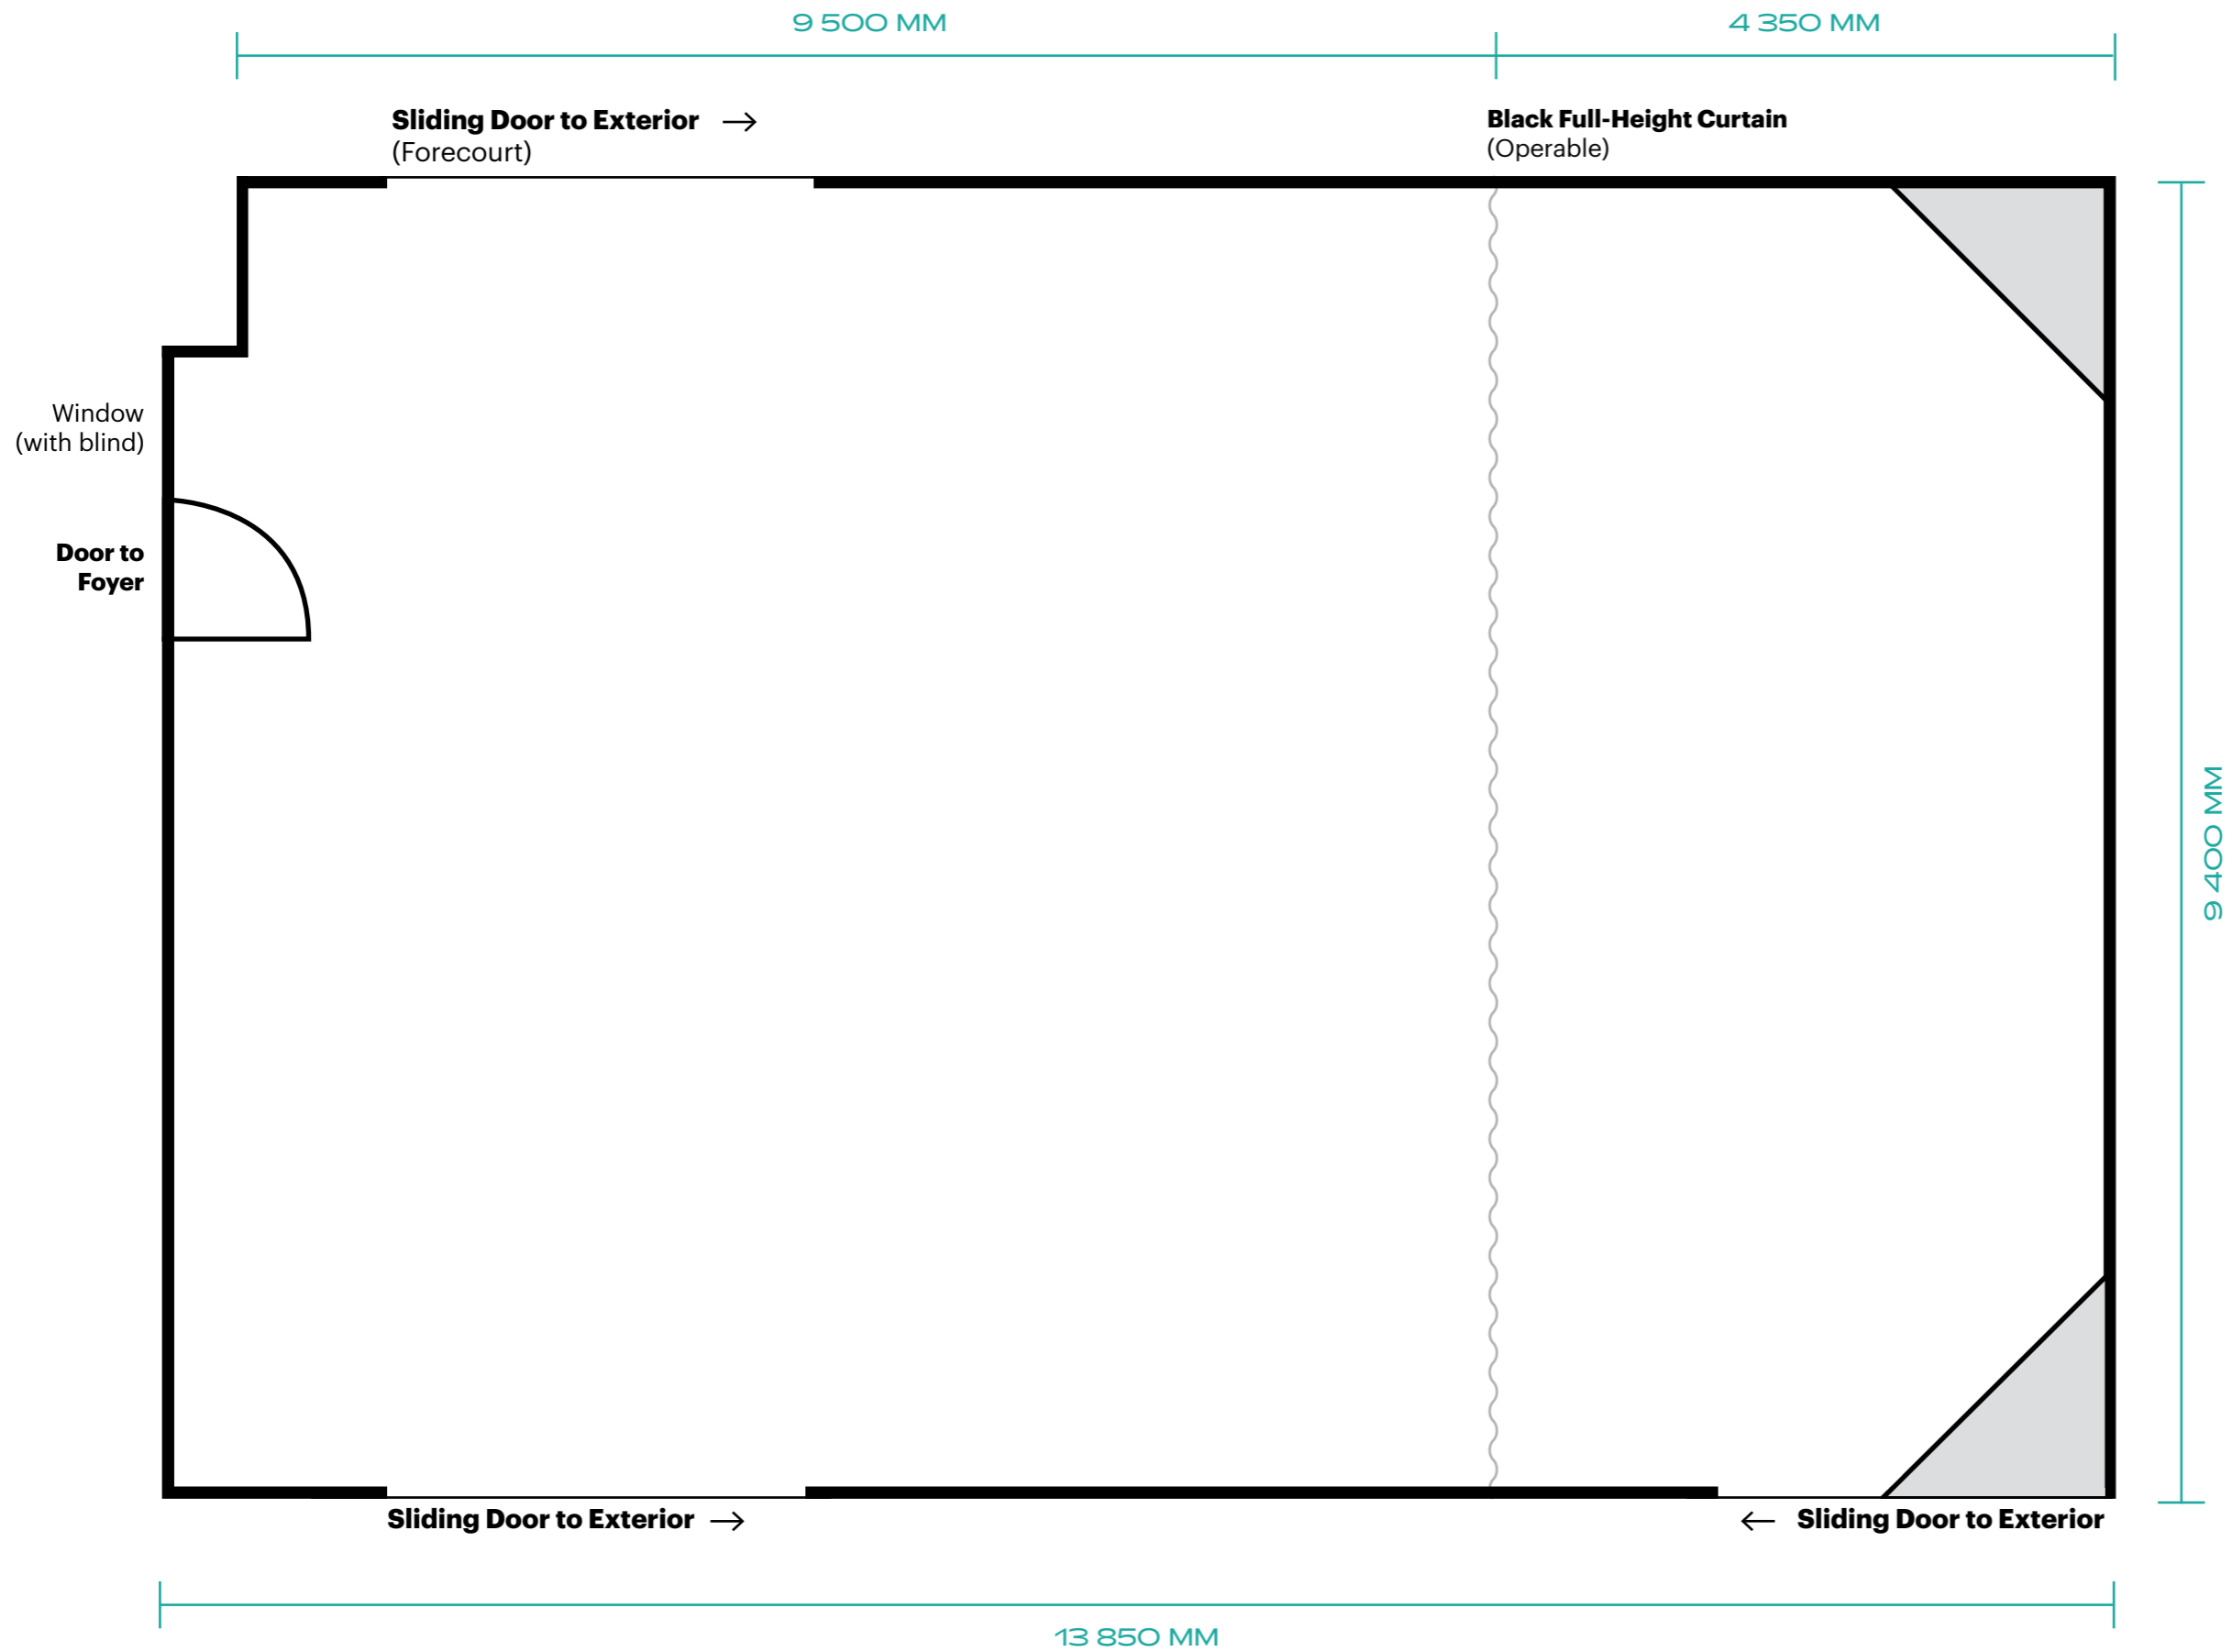 9 500 MM
4 350 MM
Sliding Door to Exterior →
(Forecourt)
Black Full-Height Curtain
(Operable)
Window
(with blind)
Door to
Foyer
9 400 MM
Sliding Door to Exterior →
← Sliding Door to Exterior
13 850 MM